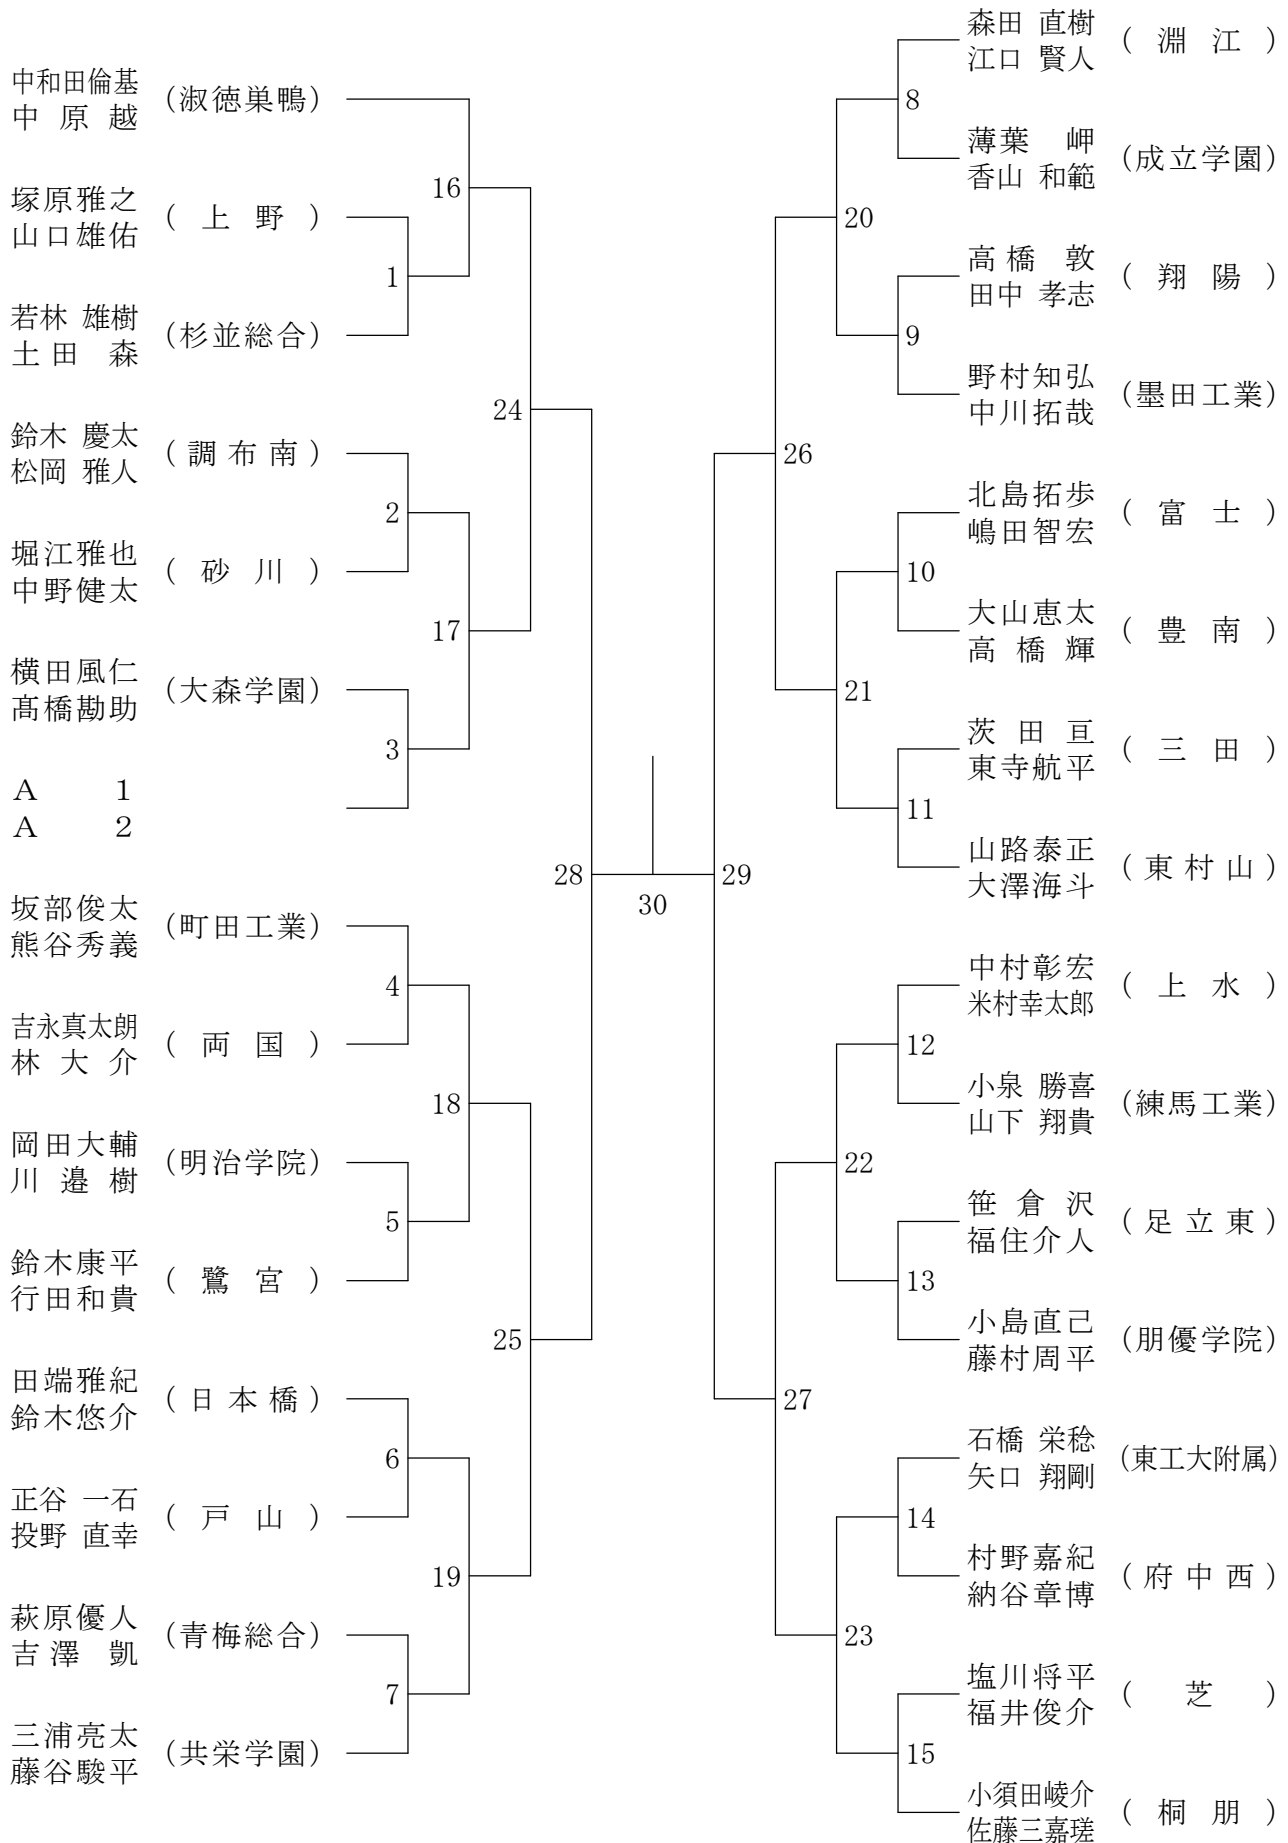 中和田倫基
中原越
(淑徳巣鴨)
塚原雅之
山口雄佑
(上野)
若林 雄樹
土田 森
(杉並総合)
鈴木 慶太
松岡 雅人
(調布南)
堀江雅也
中野健太
(砂川)
横田風仁
髙橋勘助
(大森学園)
A 1
A 2
坂部俊太
熊谷秀義
(町田工業)
吉永真太朗
林大介
(両国)
岡田大輔
川邉樹
(明治学院)
鈴木康平
行田和貴
(鷺宮)
田端雅紀
鈴木悠介
(日本橋)
正谷 一石
投野 直幸
(戸山)
萩原優人
吉澤 凱
(青梅総合)
三浦亮太
藤谷駿平
(共栄学園)
1
2
3
4
5
6
7
16
17
18
19
24
25
28
30
29
26
27
20
21
22
23
8
9
10
11
12
13
14
15
森田 直樹
江口 賢人
(淵江)
薄葉 岬
香山 和範
(成立学園)
高橋 敦
田中 孝志
(翔陽)
野村知弘
中川拓哉
(墨田工業)
北島拓歩
嶋田智宏
(富士)
大山恵太
高橋輝
(豊南)
茨田亘
東寺航平
(三田)
山路泰正
大澤海斗
(東村山)
中村彰宏
米村幸太郎
(上水)
小泉 勝喜
山下 翔貴
(練馬工業)
笹倉沢
福住介人
(足立東)
小島直己
藤村周平
(朋優学院)
石橋 栄稔
矢口 翔剛
(東工大附属)
村野嘉紀
納谷章博
(府中西)
塩川将平
福井俊介
(芝)
小須田崚介
佐藤三嘉瑳
(桐朋)